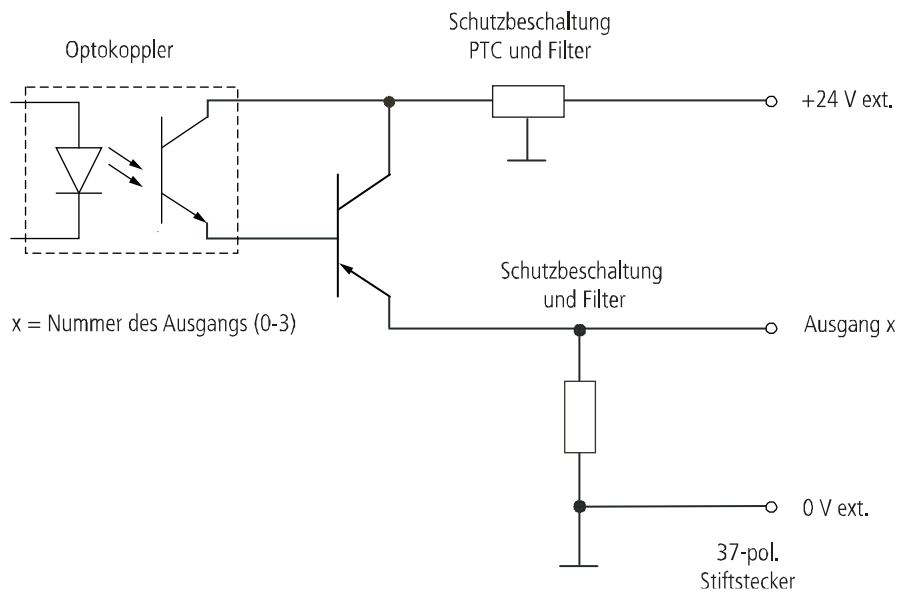 Schutzbeschaltung
PTC und Filter
Optokoppler
+24 V ext.
Schutzbeschaltung
und Filter
x = Nummer des Ausgangs (0-3)
Ausgang x
0 V ext.
37-pol.
Stiftstecker